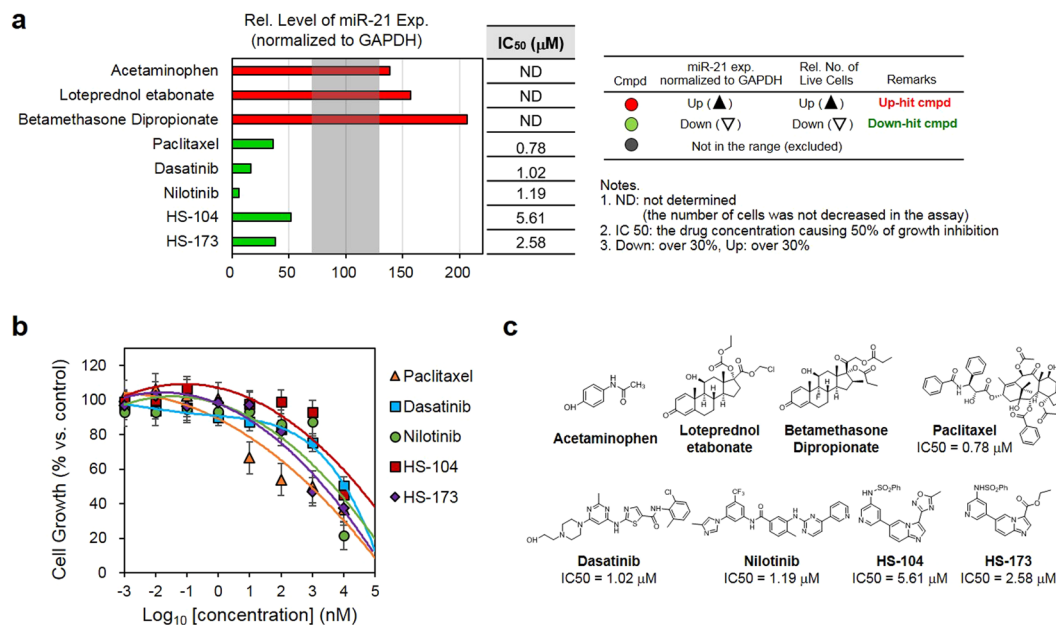 a
Rel. Level of miR-21 Exp.
(normalized to GAPDH)
IC50 (μM)
Acetaminophen
ND
Loteprednol etabonate
ND
Betamethasone Dipropionate
ND
Paclitaxel
0.78
Dasatinib
1.02
Nilotinib
1.19
HS-104
5.61
HS-173
2.58
0 50 100 150 200
Cmpd
miR-21 exp.
normalized to GAPDH
Rel. No. of
Live Cells
Remarks
Up (▲) Up (▲) Up-hit cmpd
Down (▽) Down (▽) Down-hit cmpd
Not in the range (excluded)
Notes.
1. ND: not determined
(the number of cells was not decreased in the assay)
2. IC 50: the drug concentration causing 50% of growth inhibition
3. Down: over 30%, Up: over 30%
b
Cell Growth (% vs. control)
120
100
80
60
40
20
0
-3 -2 -1 0 1 2 3 4 5
Log10 [concentration] (nM)
Paclitaxel
Dasatinib
Nilotinib
HS-104
HS-173
c
Acetaminophen
Loteprednol
etabonate
Betamethasone
Dipropionate
Paclitaxel
IC50 = 0.78 μM
Dasatinib
IC50 = 1.02 μM
Nilotinib
IC50 = 1.19 μM
HS-104
IC50 = 5.61 μM
HS-173
IC50 = 2.58 μM